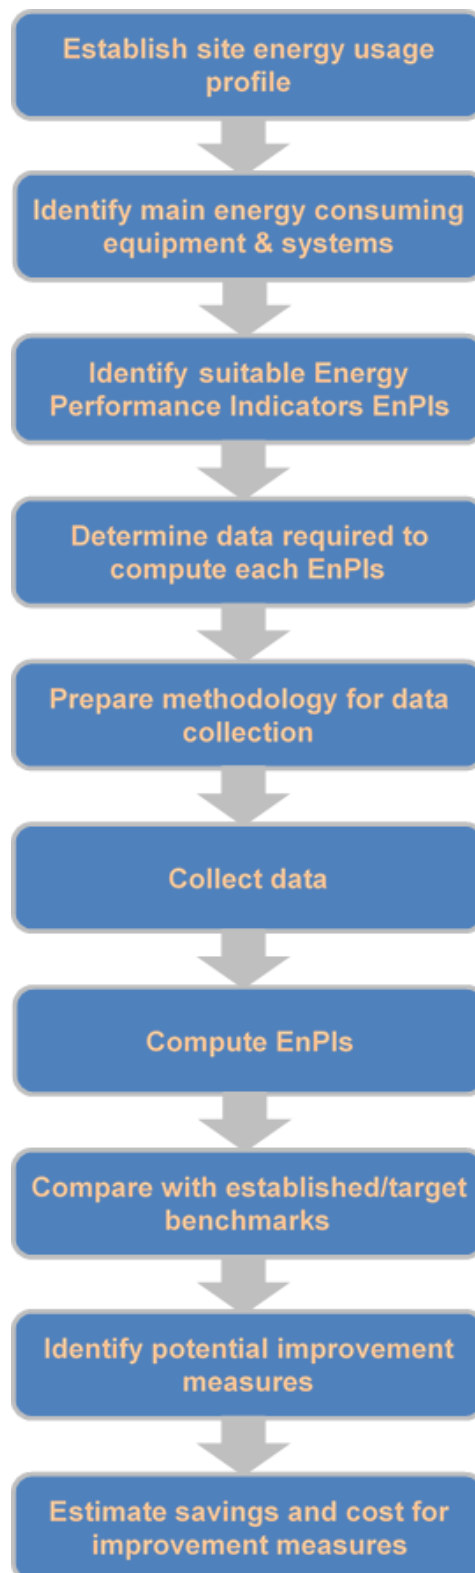 Establish site energy usage
profile
Identify main energy consuming
equipment & systems
Identify suitable Energy
Performance Indicators EnPIs
Determine data required to
compute each EnPIs
Prepare methodology for data
collection
Collect data
Compute EnPIs
Compare with established/target
benchmarks
Identify potential improvement
measures
Estimate savings and cost for
improvement measures